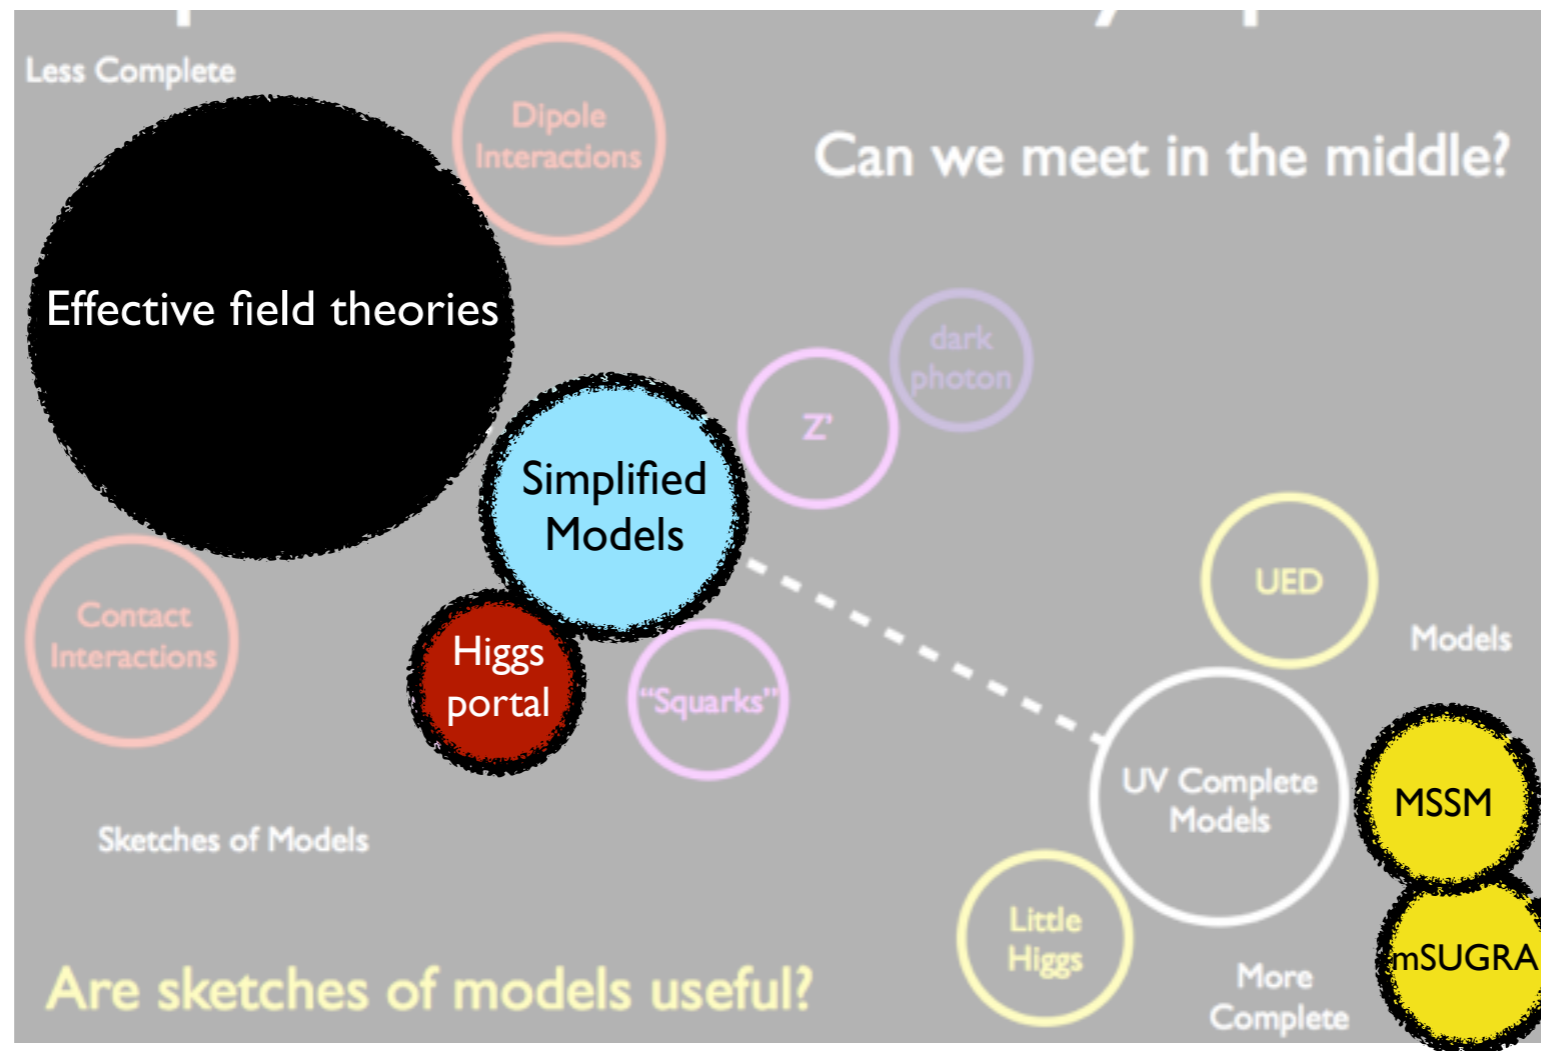 Less Complete
Dipole
Interactions
Can we meet in the middle?
Effective field theories
dark
photon
Z’
Simplified
Models
UED
Contact
Interactions
Higgs
portal
“Squarks”
Models
UV Complete
Models
MSSM
Sketches of Models
Little
Higgs
mSUGRA
Are sketches of models useful?
More
Complete